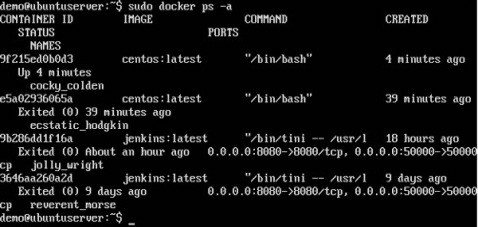 demo@ubuntuserver:~$ sudo docker ps -a
CONTAINER ID        IMAGE               COMMAND                  CREATED
   STATUS                         PORTS
     NAMES
9f215ed0b0d3        centos:latest       "/bin/bash"              4 minutes ago
   Up 4 minutes
     cocky_colden
e5a02936065a        centos:latest       "/bin/bash"              39 minutes ago
   Exited (0) 39 minutes ago
     ecstatic_hodgkin
9b286dd1f16a        jenkins:latest      "/bin/tini -- /usr/l     18 hours ago
   Exited (0) About an hour ago   0.0.0.0:8080->8080/tcp, 0.0.0.0:50000->50000
cp   jolly_wright
3646aa260a2d        jenkins:latest      "/bin/tini -- /usr/l     9 days ago
   Exited (0) 9 days ago          0.0.0.0:8080->8080/tcp, 0.0.0.0:50000->50000
cp   reverent_morse
demo@ubuntuserver:~$ _